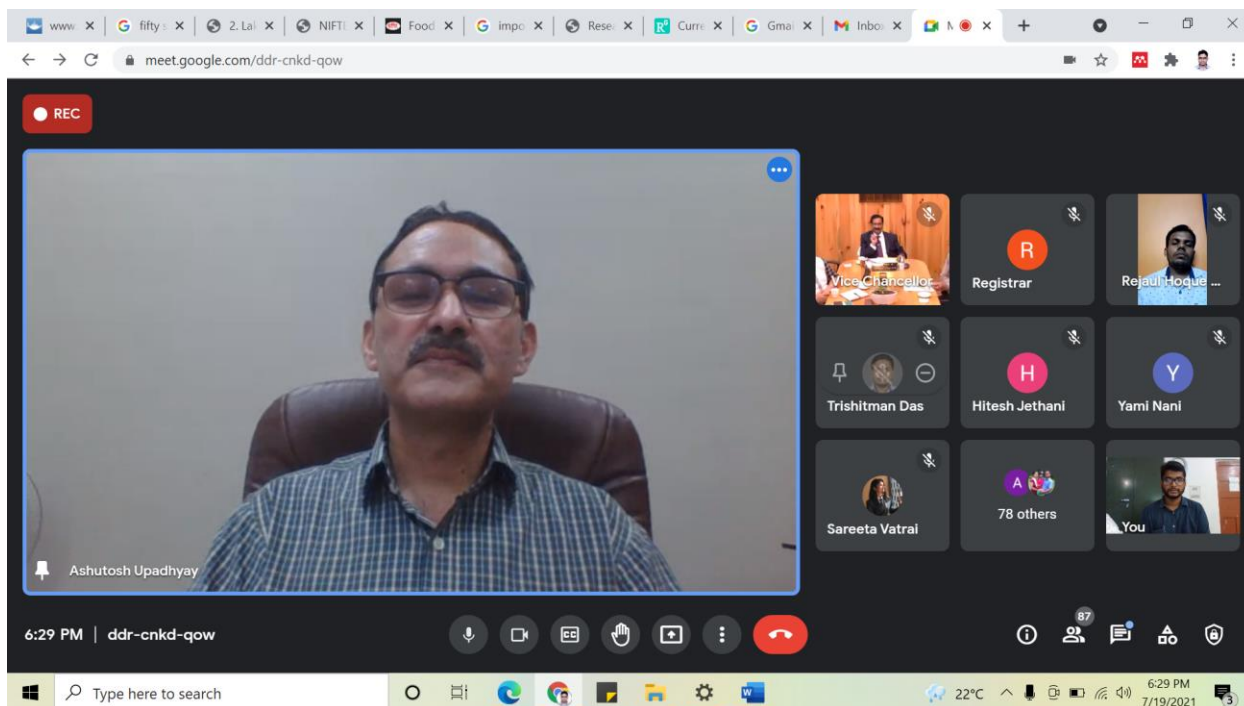 www.
fifty s
2. Lal
NIFTI
Food
impo
Rese
Curre
Gmai
Inbo
meet.google.com/ddr-cnkd-qow
REC
Vice Chancellor
Registrar
Rejaul Hoque ...
Trishitman Das
H
Hitesh Jethani
Y
Yami Nani
Sareeta Vatrai
A
78 others
You
R
Ashutosh Upadhyay
6:29 PM | ddr-cnkd-qow
CC
87
Type here to search
22°C
6:29 PM
7/19/2021
3